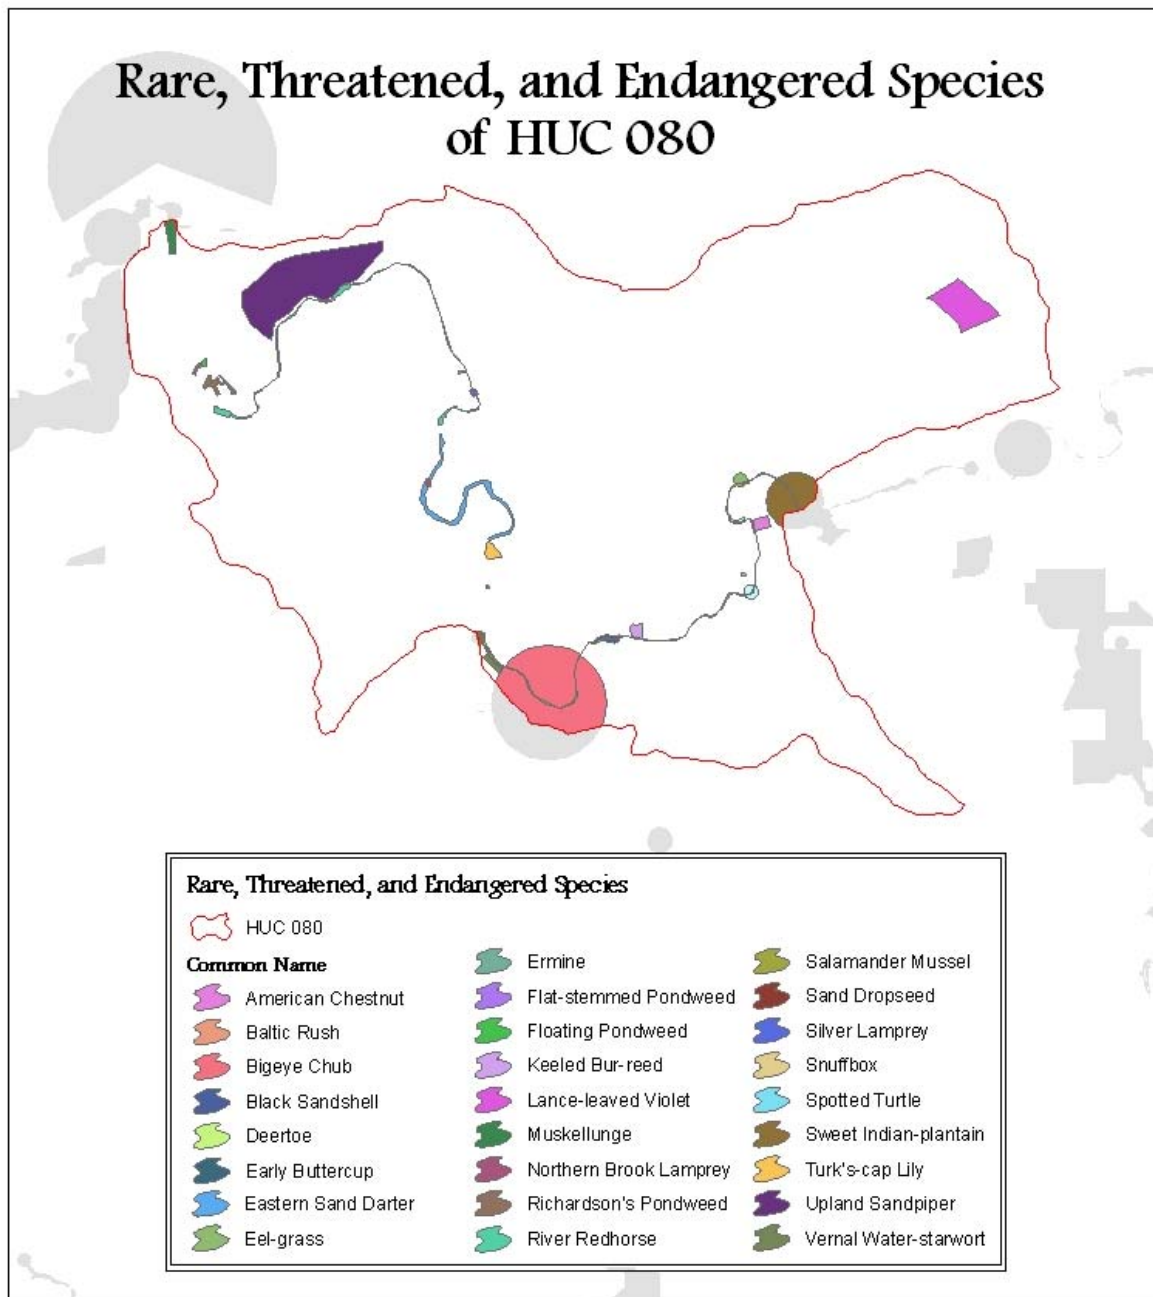 Rare, Threatened, and Endangered Species
of HUC 080
Rare, Threatened, and Endangered Species
HUC 080
Common Name
American Chestnut
Baltic Rush
Bigeye Chub
Black Sandshell
Deertoe
Early Buttercup
Eastern Sand Darter
Eel-grass
Ermine
Flat-stemmed Pondweed
Floating Pondweed
Keeled Bur-reed
Lance-leaved Violet
Muskellunge
Northern Brook Lamprey
Richardson's Pondweed
River Redhorse
Salamander Mussel
Sand Dropseed
Silver Lamprey
Snuffbox
Spotted Turtle
Sweet Indian-plantain
Turk's-cap Lily
Upland Sandpiper
Vernal Water-starwort